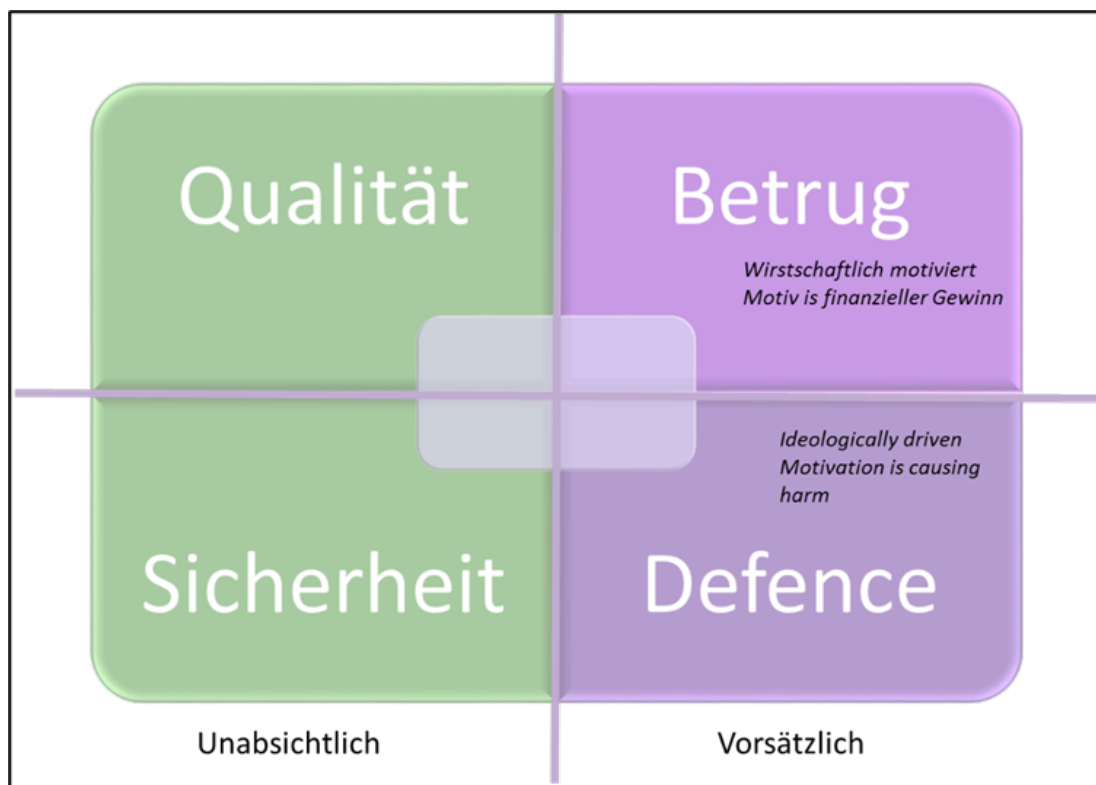 Qualität
Betrug
Wirstschaftlich motiviert
Motiv is finanzieller Gewinn
Ideologically driven
Motivation is causing
harm
Sicherheit
Defence
Unabsichtlich
Vorsätzlich